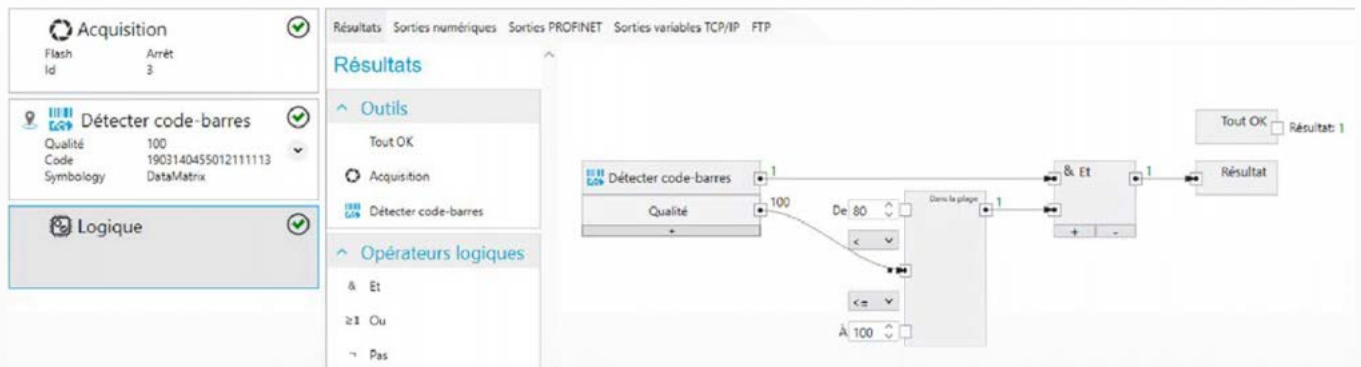 Acquisition
Flash Arrêt
Id 3
Détecter code-barres
Qualité 100
Code 1903140455012111113
Symbology DataMatrix
Logique
Résultats Sorties numériques Sorties PROFINET Sorties variables TCP/IP FTP
Résultats
Outils
Tout OK
Acquisition
Détecter code-barres
Opérateurs logiques
& Et
≥1 Ou
¬ Pas
Tout OK Résultat: 1
Détecter code-barres 1
Qualité 100
+
De 80
<
<=
À 100
Dans la plage 1
& Et 1
+ -
Résultat